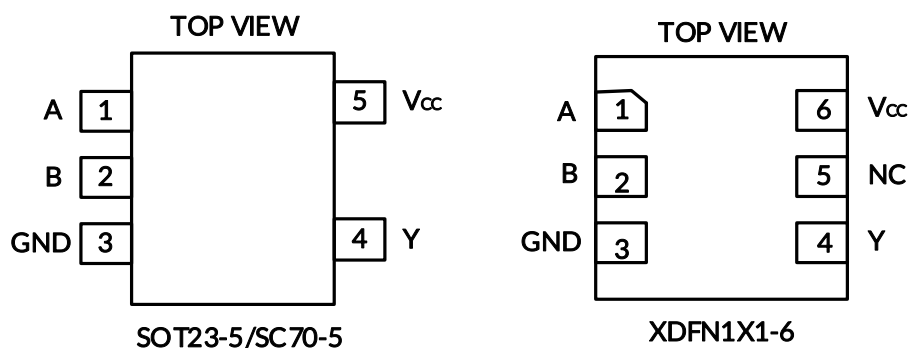 TOP VIEW
A 1
5 Vcc
B 2
GND 3
4 Y
SOT23-5/SC70-5
TOP VIEW
A 1
6 Vcc
B 2
5 NC
GND 3
4 Y
XDFN1X1-6